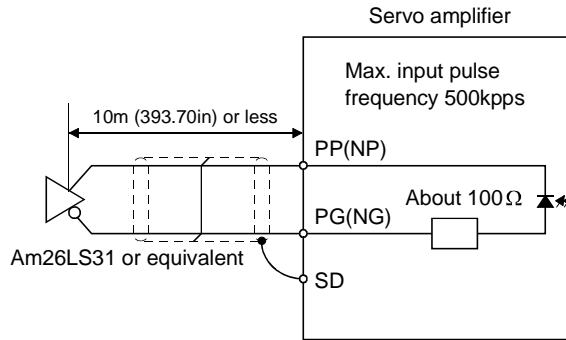 Servo amplifier
Max. input pulse
frequency 500kpps
10m (393.70in) or less
PP(NP)
About 100Ω
PG(NG)
Am26LS31 or equivalent
SD